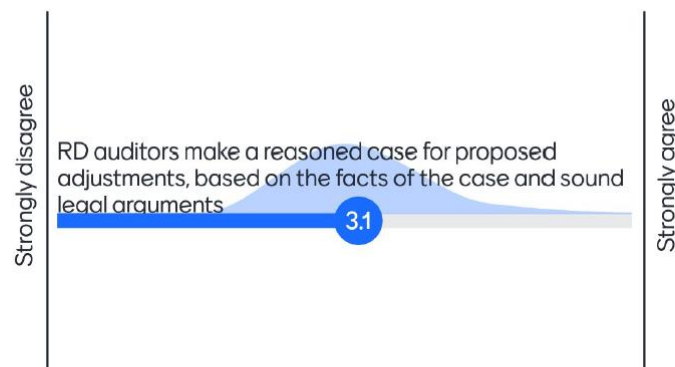 Strongly disagree
RD auditors make a reasoned case for proposed
adjustments, based on the facts of the case and sound
legal arguments
3.1
Strongly agree